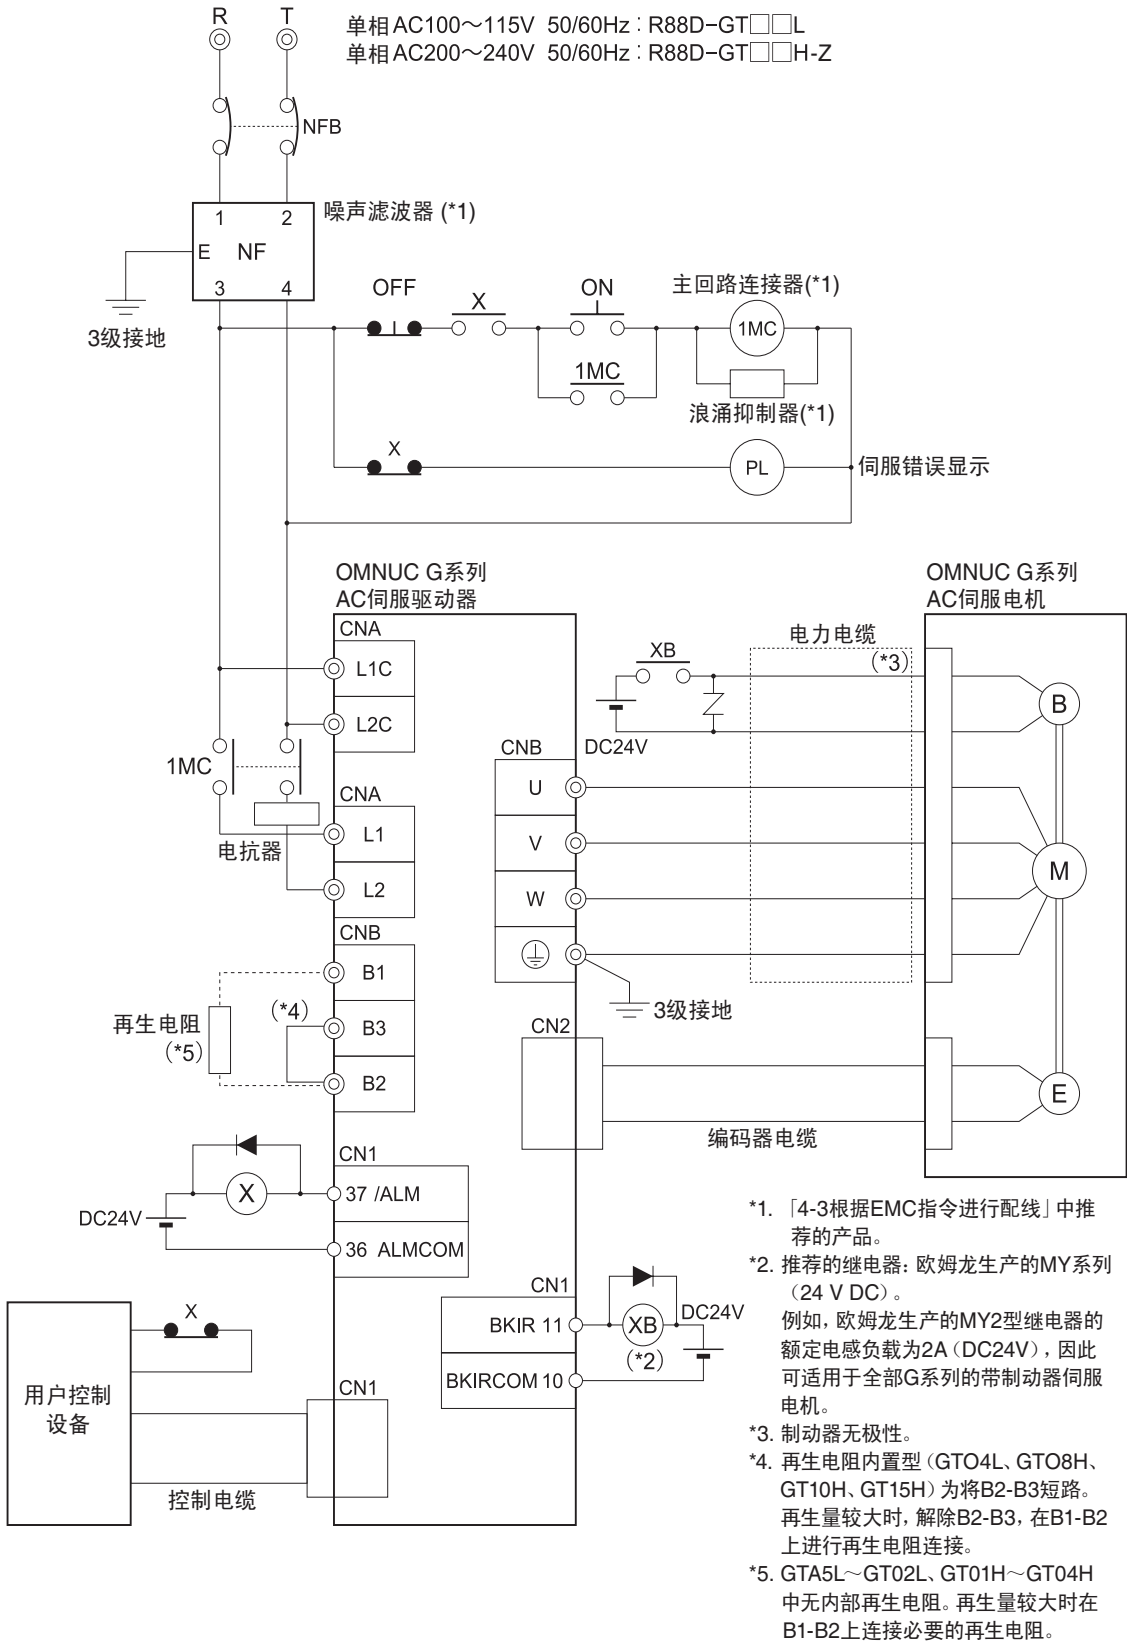 R T
单相AC100～115V 50/60Hz：R88D-GT□□L
单相AC200～240V 50/60Hz：R88D-GT□□H-Z
NFB
1 2
噪声滤波器 (*1)
E NF
3 4
3级接地
OFF
X
ON
主回路连接器(*1)
1MC
1MC
浪涌抑制器(*1)
X
PL
伺服错误显示
OMNUC G系列
AC伺服驱动器
OMNUC G系列
AC伺服电机
CNA
L1C
L2C
1MC
CNA
L1
电抗器
L2
CNB
B1
(*4)
B3
再生电阻
(*5)
B2
XB
电力电缆
(*3)
B
DC24V
CNB
U
V
W
M
3级接地
CN2
E
编码器电缆
CN1
X
37 /ALM
DC24V
36 ALMCOM
CN1
BKIR 11
XB
(*2)
DC24V
BKIRCOM 10
X
用户控制
设备
CN1
控制电缆
*1.「4-3根据EMC指令进行配线」中推
荐的产品。
*2. 推荐的继电器：欧姆龙生产的MY系列
（24 V DC）。
例如，欧姆龙生产的MY2型继电器的
额定电感负载为2A（DC24V），因此
可适用于全部G系列的带制动器伺服
电机。
*3. 制动器无极性。
*4. 再生电阻内置型（GTO4L、GTO8H、
GT10H、GT15H）为将B2-B3短路。
再生量较大时，解除B2-B3，在B1-B2
上进行再生电阻连接。
*5. GTA5L～GT02L、GT01H～GT04H
中无内部再生电阻。再生量较大时在
B1-B2上连接必要的再生电阻。